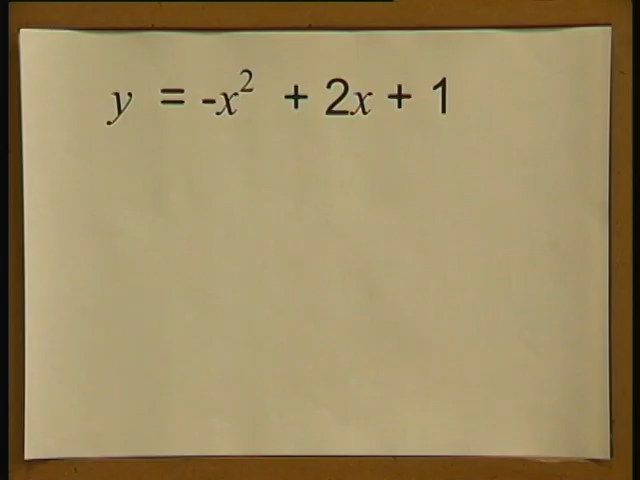 y = -x² + 2x + 1